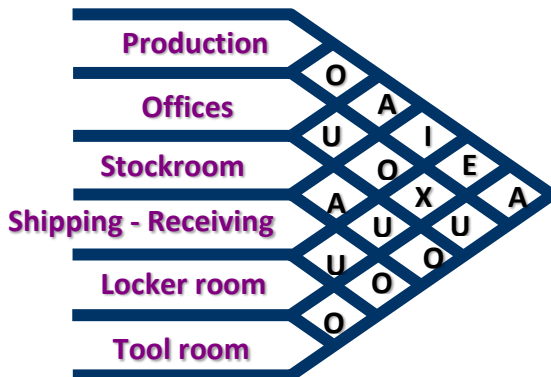 Production
O
Offices A
U I
Stockroom O E
A X A
Shipping - Receiving U U
U O
Locker room O
O
Tool room